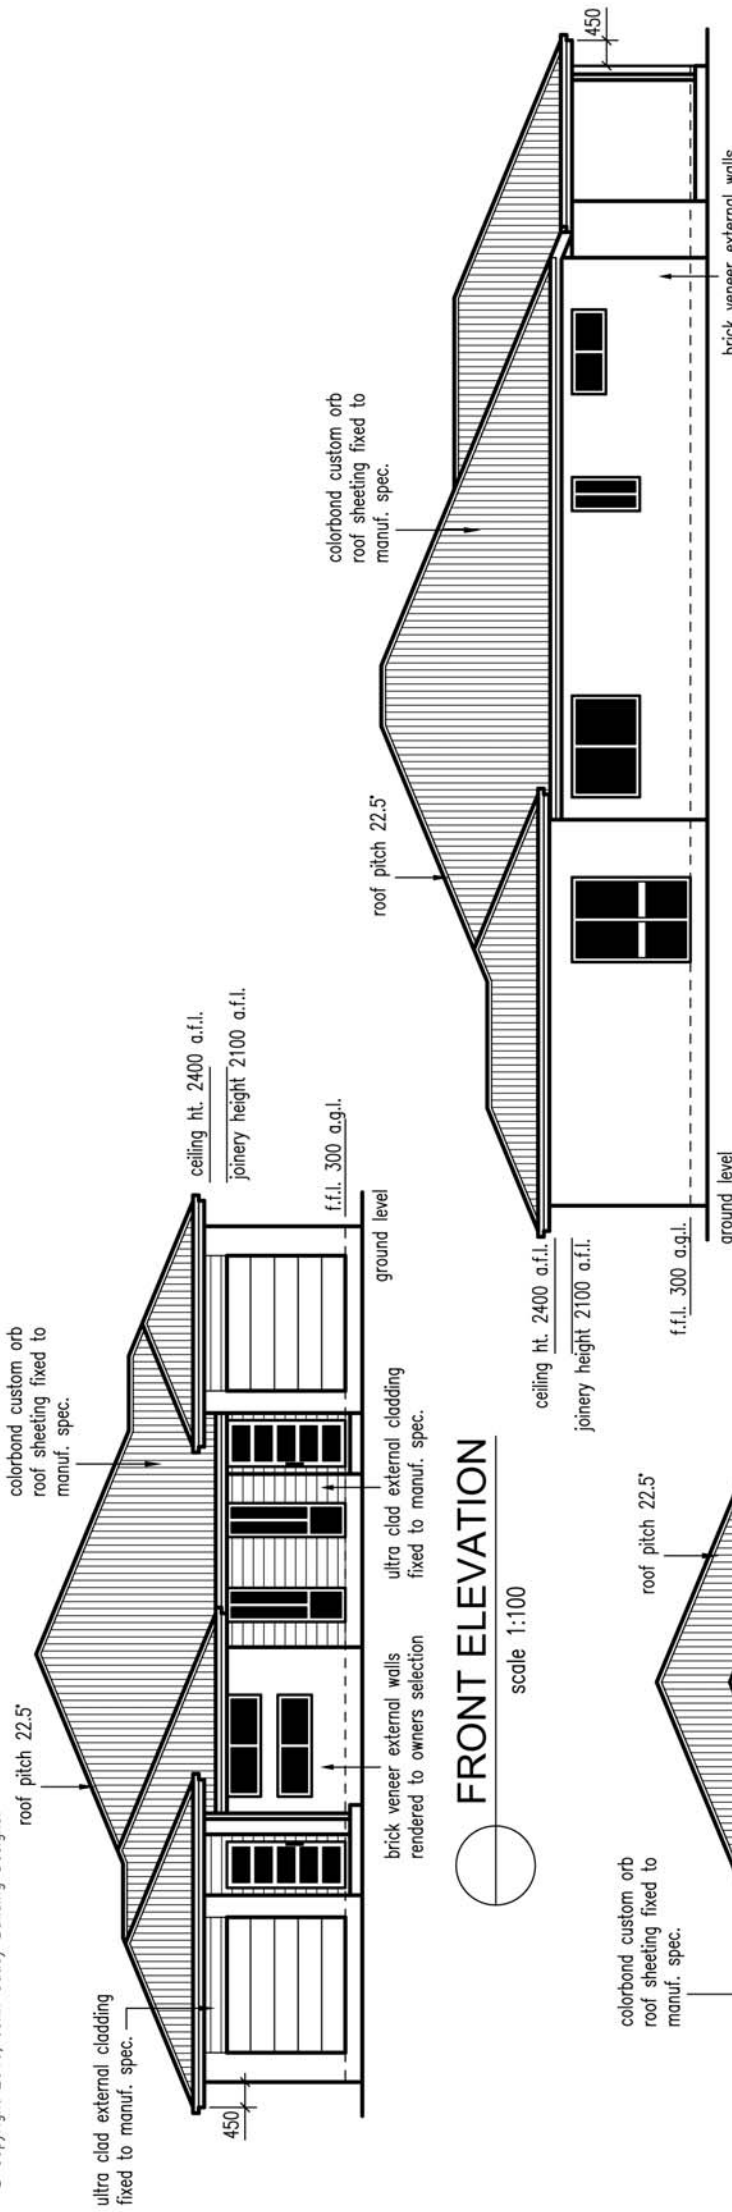 ultra clad external cladding
fixed to manuf. spec.
450
roof pitch 22.5°
colorbond custom orb
roof sheeting fixed to
manuf. spec.
ceiling ht. 2400 a.f.l.
joinery height 2100 a.f.l.
f.f.l. 300 a.g.l.
ground level
brick veneer external walls
rendered to owners selection
ultra clad external cladding
fixed to manuf. spec.
FRONT ELEVATION
scale 1:100
ceiling ht. 2400 a.f.l.
joinery height 2100 a.f.l.
f.f.l. 300 a.g.l.
ground level
roof pitch 22.5°
colorbond custom orb
roof sheeting fixed to
manuf. spec.
450
brick veneer external walls
colorbond custom orb
roof sheeting fixed to
manuf. spec.
roof pitch 22.5°